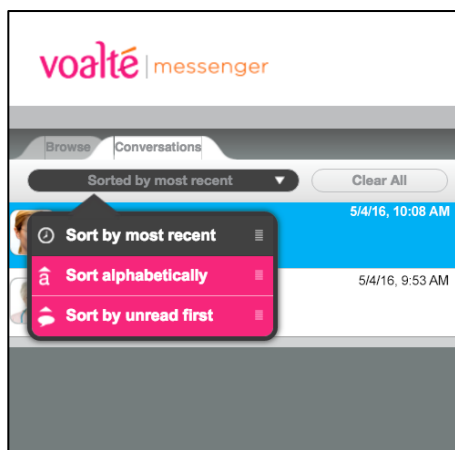 voalté | messenger
Browse Conversations
Sorted by most recent ▼ Clear All
5/4/16, 10:08 AM
Sort by most recent
â Sort alphabetically
5/4/16, 9:53 AM
Sort by unread first